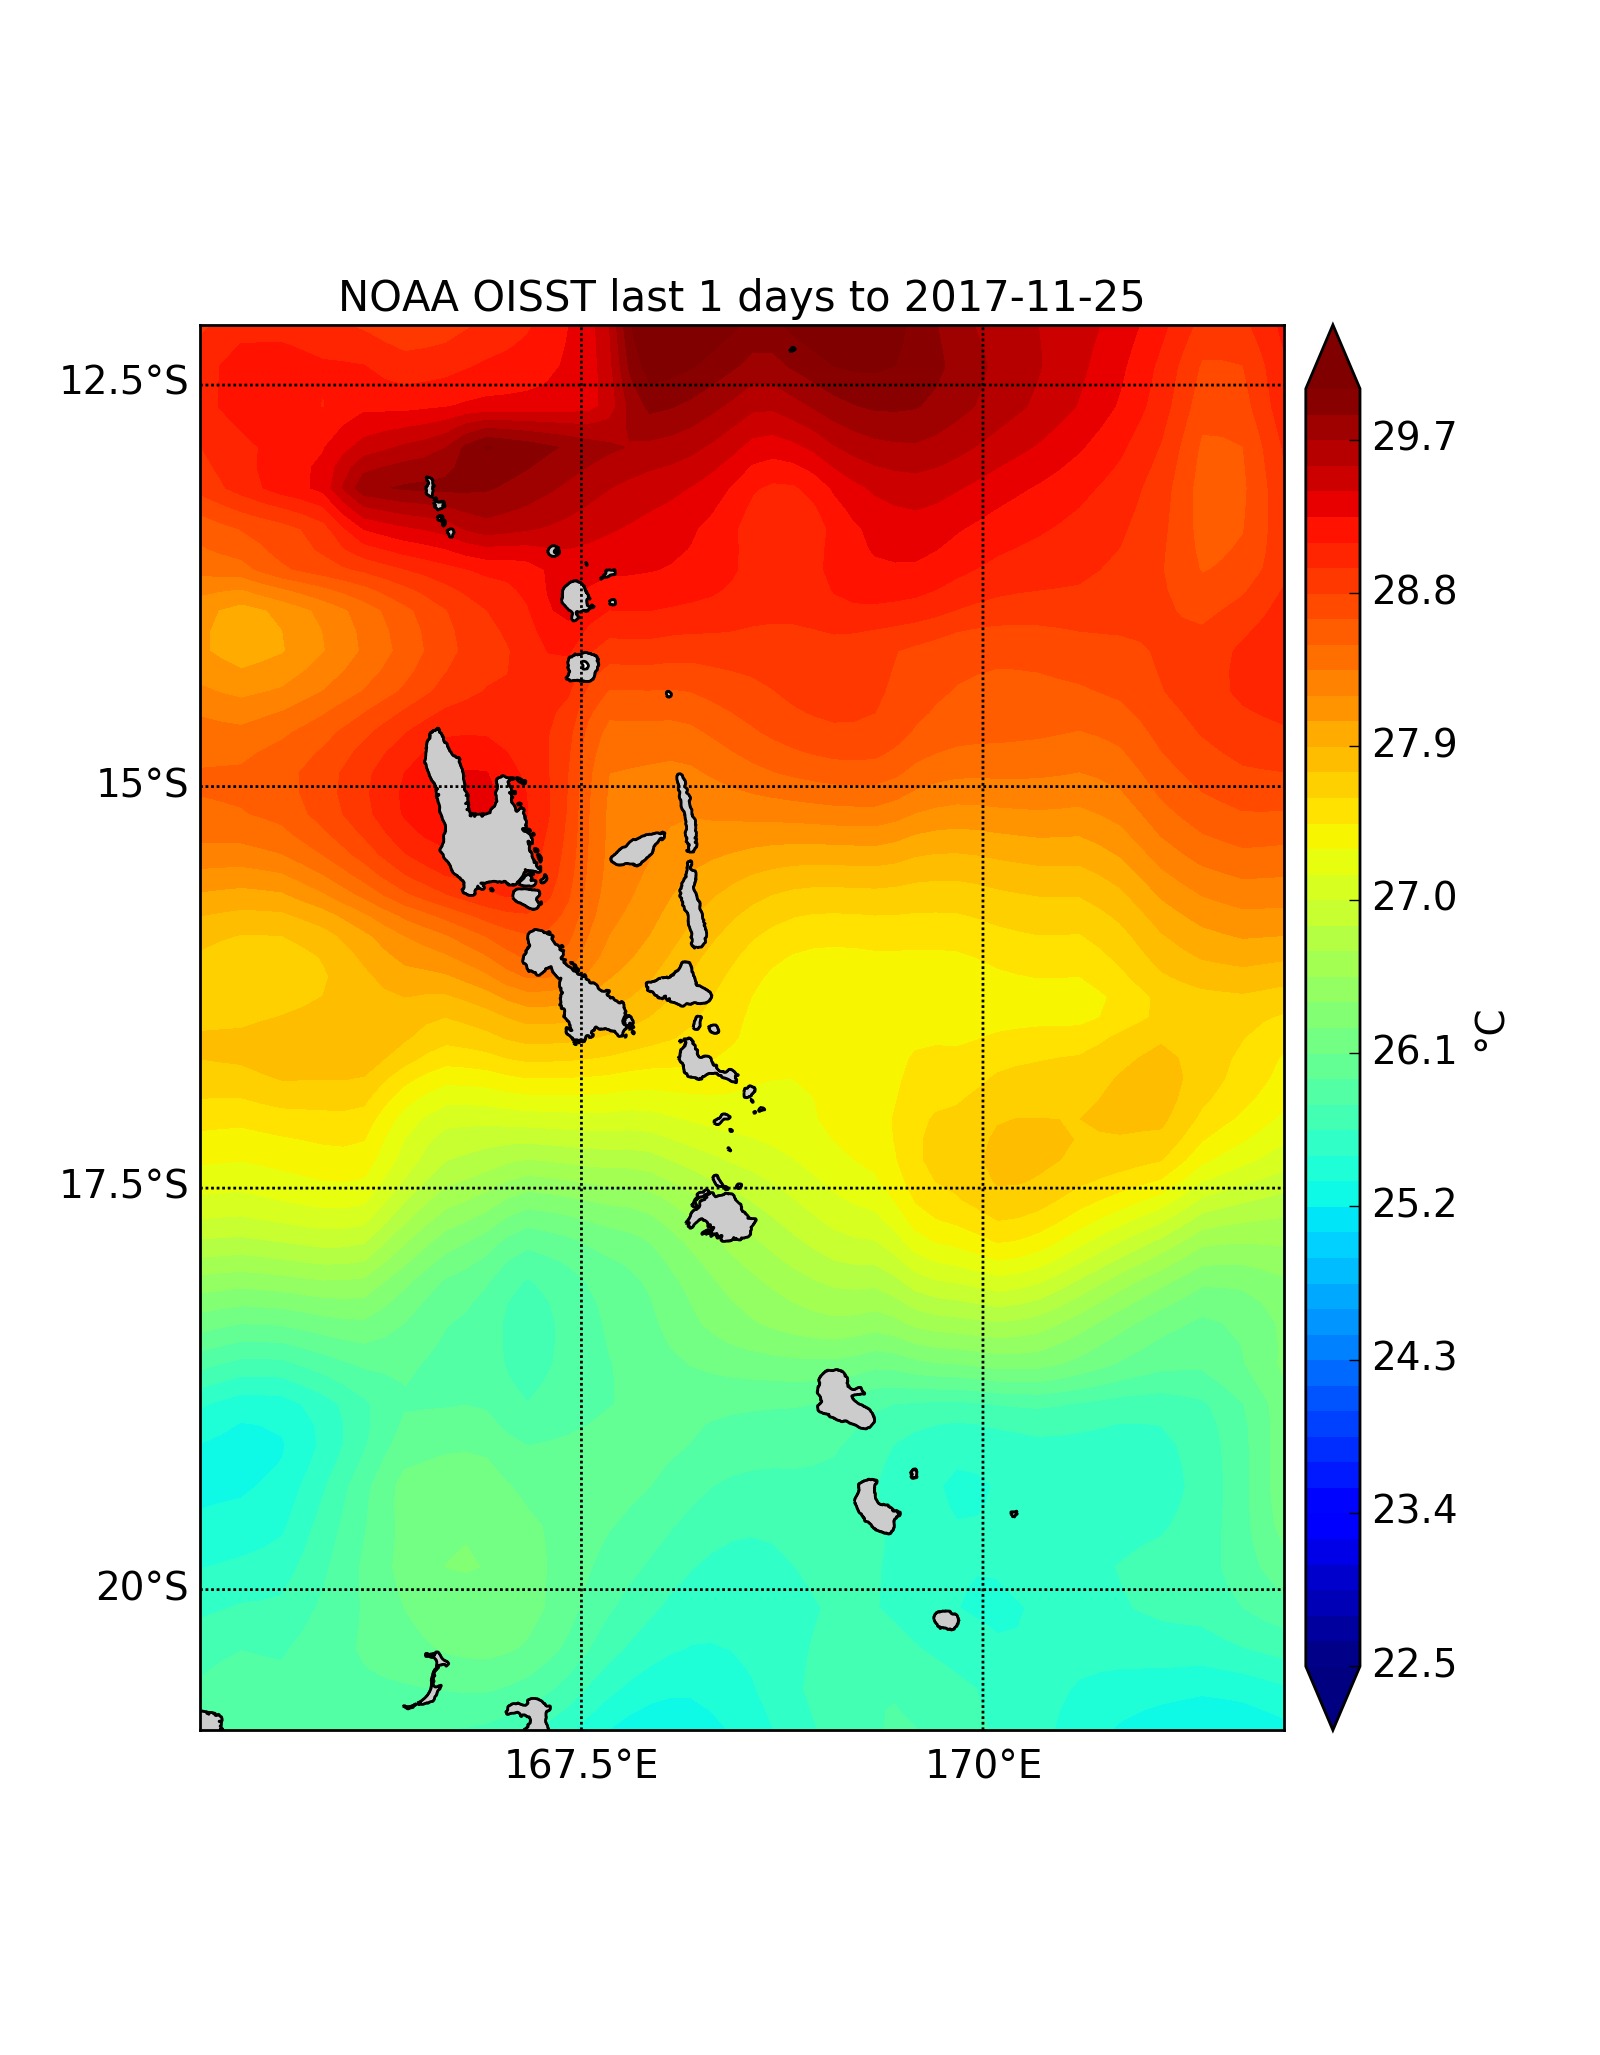 NOAA OISST last 1 days to 2017-11-25
12.5°S
15°S
17.5°S
20°S
167.5°E
170°E
29.7
28.8
27.9
27.0
26.1
25.2
24.3
23.4
22.5
°C